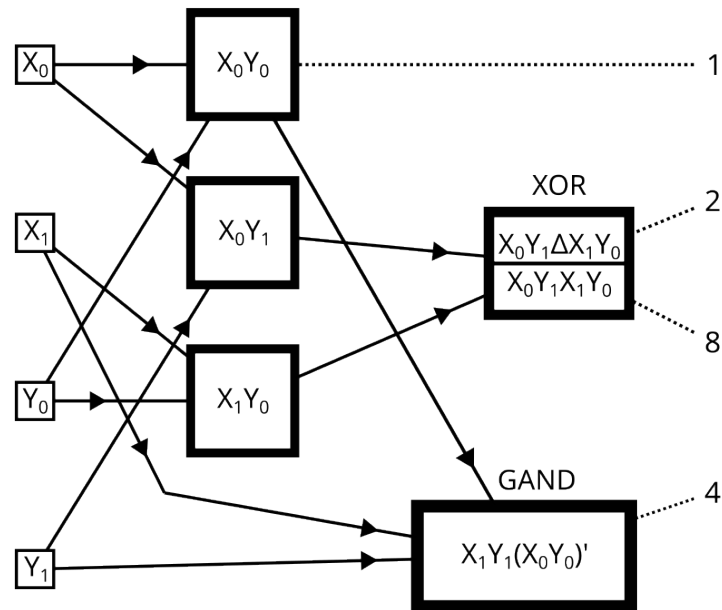 X₀
X₀Y₀
1
XOR
2
X₁
X₀Y₁
X₀Y₁ΔX₁Y₀
X₀Y₁X₁Y₀
8
Y₀
X₁Y₀
GAND
4
X₁Y₁(X₀Y₀)'
Y₁